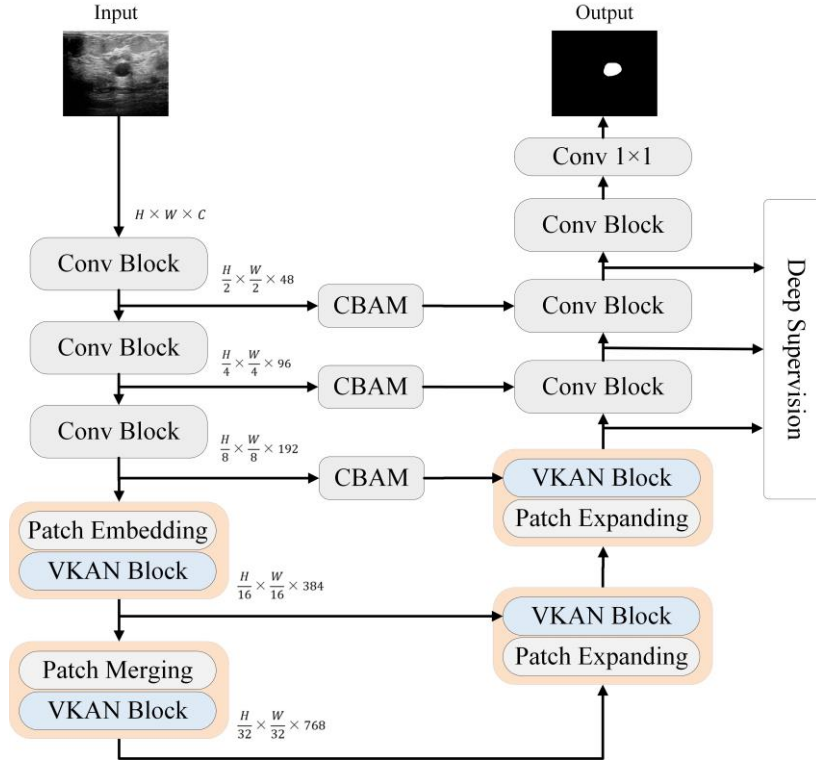 Input
Output
Conv 1×1
H × W × C
Conv Block
Conv Block
H/2 × W/2 × 48
CBAM
Conv Block
Deep Supervision
Conv Block
H/4 × W/4 × 96
CBAM
Conv Block
Conv Block
H/8 × W/8 × 192
CBAM
VKAN Block
Patch Expanding
Patch Embedding
VKAN Block
H/16 × W/16 × 384
VKAN Block
Patch Expanding
Patch Merging
VKAN Block
H/32 × W/32 × 768